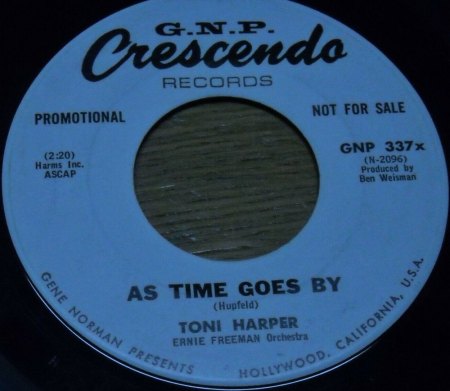 G.N.P.
Crescendo
RECORDS
PROMOTIONAL
NOT FOR SALE
(2:20)
Harms Inc.
ASCAP
GNP 337x
(N-2096)
Produced by
Ben Weisman
AS TIME GOES BY
(Hupfeld)
TONI HARPER
ERNIE FREEMAN Orchestra
GENE NORMAN PRESENTS
HOLLYWOOD, CALIFORNIA, U.S.A.